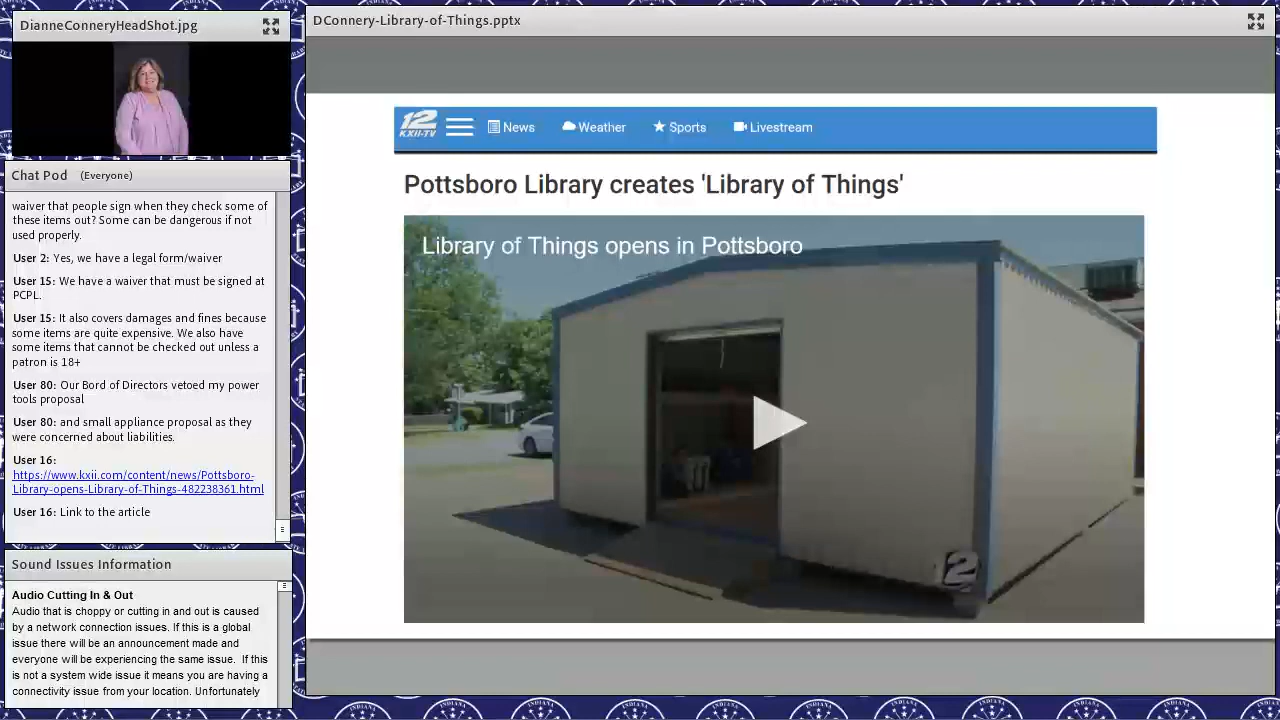 DianneConneryHeadShot.jpg
Chat Pod (Everyone)
waiver that people sign when they check some of
these items out? Some can be dangerous if not
used properly.
User 2: Yes, we have a legal form/waiver
User 15: We have a waiver that must be signed at
PCPL.
User 15: It also covers damages and fines because
some items are quite expensive. We also have
some items that cannot be checked out unless a
patron is 18+
User 80: Our Bord of Directors vetoed my power
tools proposal
User 80: and small appliance proposal as they
were concerned about liabilities.
User 16:
https://www.kxii.com/content/news/Pottsboro-
Library-opens-Library-of-Things-482238361.html
User 16: Link to the article
Sound Issues Information
Audio Cutting In & Out
Audio that is choppy or cutting in and out is caused
by a network connection issues. If this is a global
issue there will be an announcement made and
everyone will be experiencing the same issue. If this
is not a system wide issue it means you are having a
connectivity issue from your location. Unfortunately
DConnery-Library-of-Things.pptx
12
KXII-TV
News Weather Sports Livestream
Pottsboro Library creates 'Library of Things'
Library of Things opens in Pottsboro
2